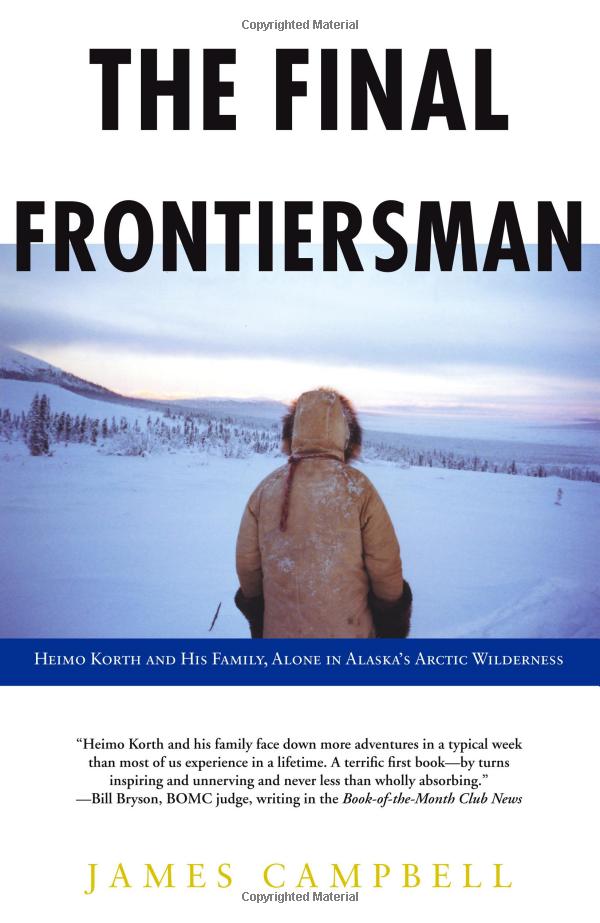 Copyrighted Material
THE FINAL
FRONTIERSMAN
Heimo Korth and His Family, Alone in Alaska's Arctic Wilderness
“Heimo Korth and his family face down more adventures in a typical week
than most of us experience in a lifetime. A terrific first book—by turns
inspiring and unnerving and never less than wholly absorbing.”
—Bill Bryson, BOMC judge, writing in the Book-of-the-Month Club News
JAMES CAMPBELL
Copyrighted Material